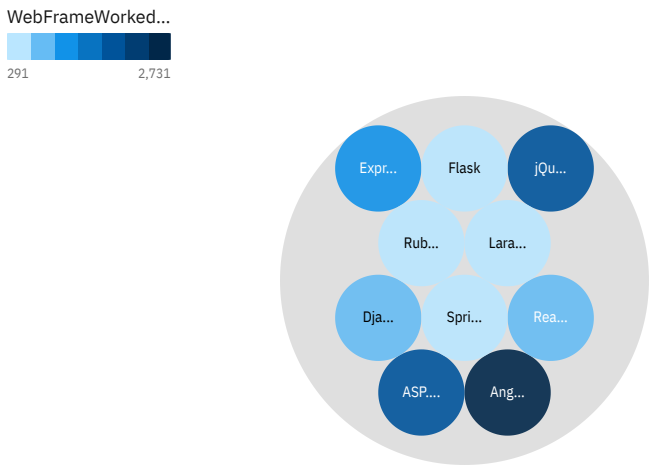 WebFrameWorked...
291 2,731
Expr... Flask jQu...
Rub... Lara...
Dja... Spri... Rea...
ASP.... Ang...